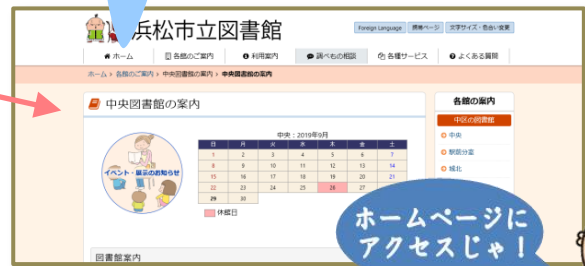 浜松市立図書館
Foreign Language 携帯ページ 文字サイズ・色合い変更
ホーム 各館のご案内 利用案内 調べもの相談 各種サービス よくある質問
ホーム › 各館のご案内 › 中央図書館の案内 › 中央図書館の案内
中央図書館の案内
各館の案内
中区の図書館
中央
駅前分室
城北
イベント・展示のお知らせ
中央:2019年9月
日 月 火 水 木 金 土
1 2 3 4 5 6 7
8 9 10 11 12 13 14
15 16 17 18 19 20 21
22 23 24 25 26 27
29 30
休館日
ホームページに
アクセスじゃ!
図書館案内